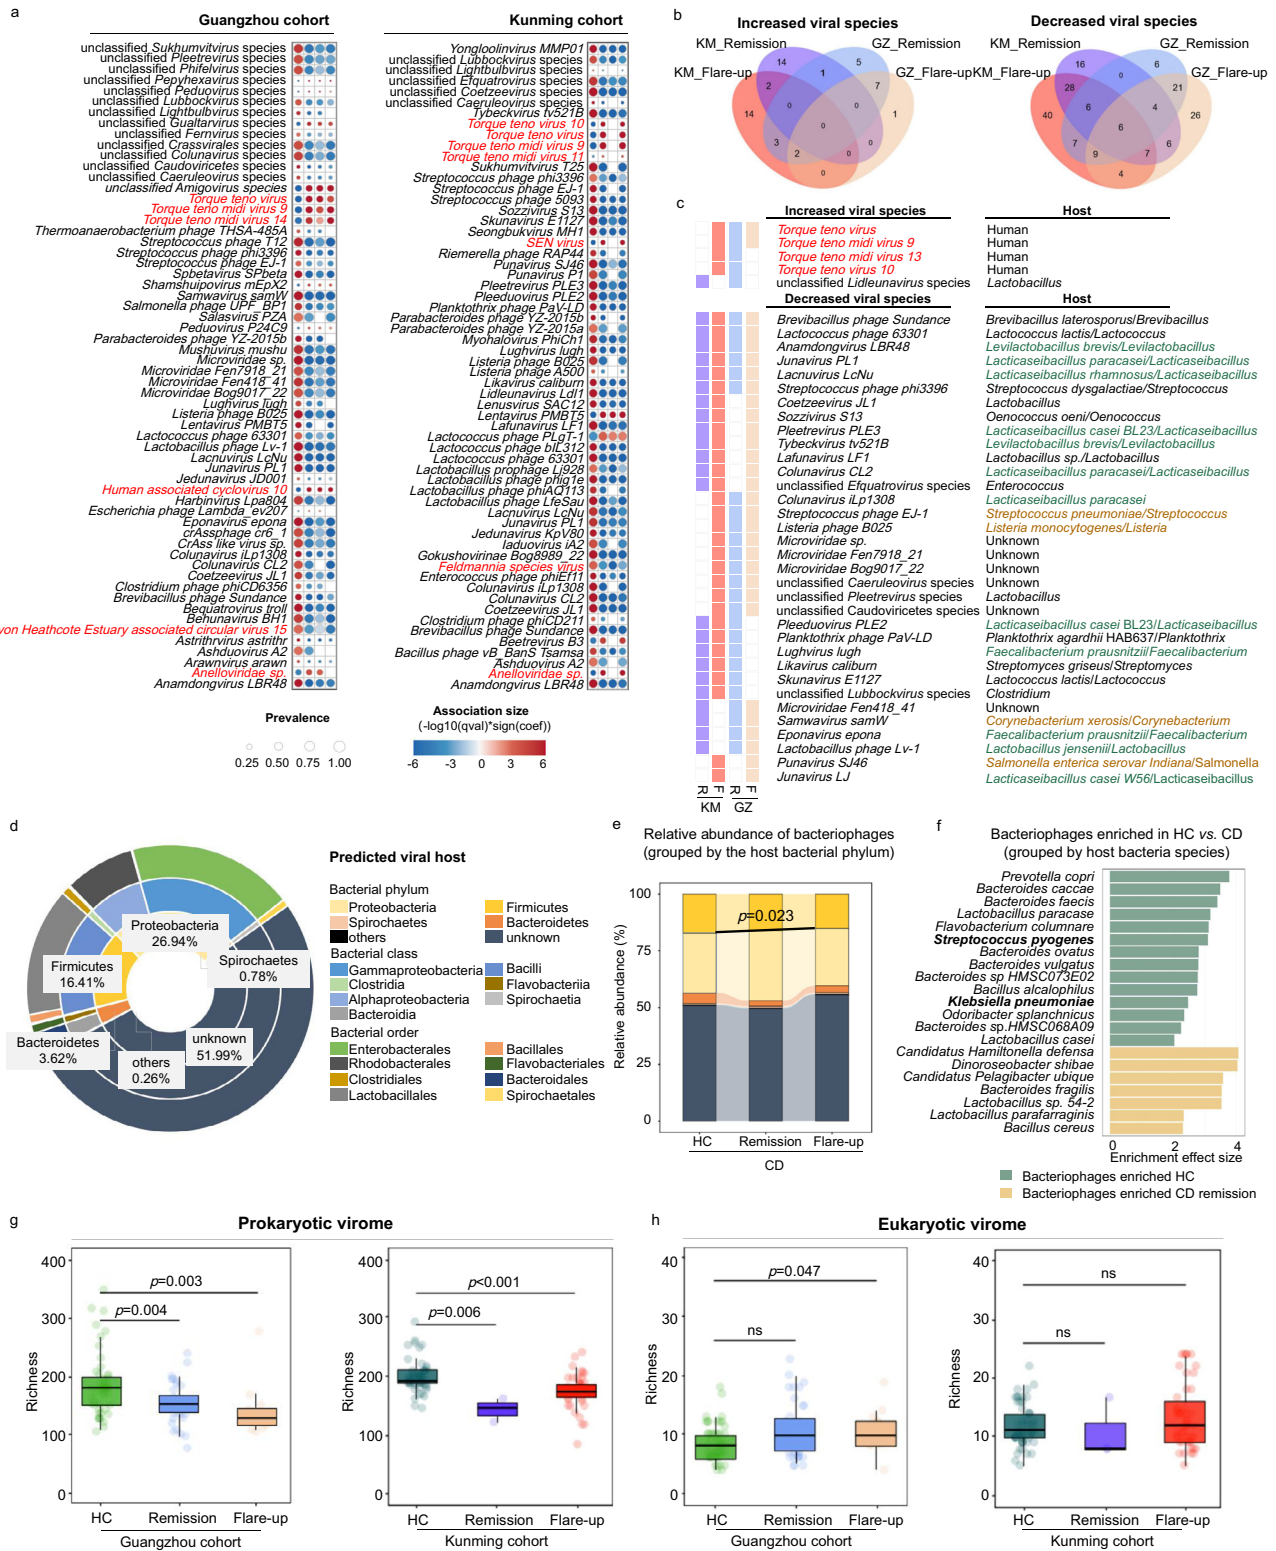 a
Guangzhou cohort
unclassified Sukhumvitvirus species
unclassified Pleetrevirus species
unclassified Phifelvirus species
unclassified Pepyhexavirus species
unclassified Peduovirus species
unclassified Lubbockvirus species
unclassified Lightbulbvirus species
unclassified Gualtarvirus species
unclassified Fernvirus species
unclassified Crassvirales species
unclassified Colunavirus species
unclassified Caudoviricetes species
unclassified Caeruleovirus species
unclassified Amigovirus species
Torque teno virus
Torque teno midi virus 9
Torque teno midi virus 14
Thermoanaerobacterium phage THSA-485A
Streptococcus phage T12
Streptococcus phage phi3396
Streptococcus phage EJ-1
Spbetavirus SPbeta
Shamshuipovirus mEpX2
Samwavirus samW
Salmonella phage UPF_BP1
Salasvirus PZA
Peduovirus P24C9
Parabacteroides phage YZ-2015b
Mushuvirus mushu
Microviridae sp.
Microviridae Fen7918_21
Microviridae Fen418_41
Microviridae Bog9017_22
Lughvirus lugh
Listeria phage B025
Lentavirus PMBT5
Lactococcus phage 63301
Lactobacillus phage Lv-1
Lacnuvirus LcNu
Junavirus PL1
Jedunavirus JD001
Human associated cyclovirus 10
Harbinvirus Lpa804
Escherichia phage Lambda_ev207
Eponavirus epona
crAssphage cr6_1
CrAss like virus sp.
Colunavirus iLp1308
Colunavirus CL2
Coetzeevirus JL1
Clostridium phage phiCD6356
Brevibacillus phage Sundance
Bequatrovirus troll
Behunavirus BH1
von Heathcote Estuary associated circular virus 15
Astrithrvirus astrithr
Ashduovirus A2
Arawnvirus arawn
Anelloviridae sp.
Anamdongvirus LBR48
Kunming cohort
Yongloolinvirus MMP01
unclassified Lubbockvirus species
unclassified Lightbulbvirus species
unclassified Efquatrovirus species
unclassified Coetzeevirus species
unclassified Caeruleovirus species
Tybeckvirus tv521B
Torque teno virus 10
Torque teno virus
Torque teno midi virus 9
Torque teno midi virus 11
Sukhumvitvirus T25
Streptococcus phage phi3396
Streptococcus phage EJ-1
Streptococcus phage 5093
Sozzivirus S13
Skunavirus E1127
Seongbukvirus MH1
SEN virus
Riemerella phage RAP44
Punavirus SJ46
Punavirus P1
Pleetrevirus PLE3
Pleeduovirus PLE2
Planktothrix phage PaV-LD
Parabacteroides phage YZ-2015b
Parabacteroides phage YZ-2015a
Myohalovirus PhiCh1
Lughvirus lugh
Listeria phage B025
Listeria phage A500
Likavirus caliburn
Lidleunavirus Ldl1
Lenusvirus SAC12
Lentavirus PMBT5
Lafunavirus LF1
Lactococcus phage PLgT-1
Lactococcus phage bIL312
Lactococcus phage 63301
Lactobacillus prophage Lj928
Lactobacillus phage phig1e
Lactobacillus phage phiAQ113
Lactobacillus phage LfeSau
Lacnuvirus LcNu
Junavirus PL1
Jedunavirus KpV80
Iaduovirus iA2
Gokushovirinae Bog8989_22
Feldmannia species virus
Enterococcus phage phiEf11
Colunavirus iLp1308
Colunavirus CL2
Coetzeevirus JL1
Clostridium phage phiCD211
Brevibacillus phage Sundance
Beetrevirus B3
Bacillus phage vB_BanS Tsamsa
Ashduovirus A2
Anelloviridae sp.
Anamdongvirus LBR48
Prevalence
0.25 0.50 0.75 1.00
Association size
(-log10(qval)*sign(coef))
-6 -3 0 3 6
b
Increased viral species
KM_Remission
GZ_Remission
KM_Flare-up
GZ_Flare-up
14
5
2
1
7
14
0
0
1
0
3
0
0
2
0
Decreased viral species
KM_Remission
GZ_Remission
KM_Flare-up
GZ_Flare-up
16
6
28
0
21
40
6
4
26
6
7
6
9
7
4
c
Increased viral species Host
Torque teno virus Human
Torque teno midi virus 9 Human
Torque teno midi virus 13 Human
Torque teno virus 10 Human
unclassified Lidleunavirus species Lactobacillus
Decreased viral species Host
Brevibacillus phage Sundance Brevibacillus laterosporus/Brevibacillus
Lactococcus phage 63301 Lactococcus lactis/Lactococcus
Anamdongvirus LBR48 Levilactobacillus brevis/Levilactobacillus
Junavirus PL1 Lacticaseibacillus paracasei/Lacticaseibacillus
Lacnuvirus LcNu Lacticaseibacillus rhamnosus/Lacticaseibacillus
Streptococcus phage phi3396 Streptococcus dysgalactiae/Streptococcus
Coetzeevirus JL1 Lactobacillus
Sozzivirus S13 Oenococcus oeni/Oenococcus
Pleetrevirus PLE3 Lacticaseibacillus casei BL23/Lacticaseibacillus
Tybeckvirus tv521B Levilactobacillus brevis/Levilactobacillus
Lafunavirus LF1 Lactobacillus sp./Lactobacillus
Colunavirus CL2 Lacticaseibacillus paracasei/Lacticaseibacillus
unclassified Efquatrovirus species Enterococcus
Colunavirus iLp1308 Lacticaseibacillus paracasei
Streptococcus phage EJ-1 Streptococcus pneumoniae/Streptococcus
Listeria phage B025 Listeria monocytogenes/Listeria
Microviridae sp. Unknown
Microviridae Fen7918_21 Unknown
Microviridae Bog9017_22 Unknown
unclassified Caeruleovirus species Unknown
unclassified Pleetrevirus species Lactobacillus
unclassified Caudoviricetes species Unknown
Pleeduovirus PLE2 Lacticaseibacillus casei BL23/Lacticaseibacillus
Planktothrix phage PaV-LD Planktothrix agardhii HAB637/Planktothrix
Lughvirus lugh Faecalibacterium prausnitzii/Faecalibacterium
Likavirus caliburn Streptomyces griseus/Streptomyces
Skunavirus E1127 Lactococcus lactis/Lactococcus
unclassified Lubbockvirus species Clostridium
Microviridae Fen418_41 Unknown
Samwavirus samW Corynebacterium xerosis/Corynebacterium
Eponavirus epona Faecalibacterium prausnitzii/Faecalibacterium
Lactobacillus phage Lv-1 Lactobacillus jensenii/Lactobacillus
Punavirus SJ46 Salmonella enterica serovar Indiana/Salmonella
Junavirus LJ Lacticaseibacillus casei W56/Lacticaseibacillus
R F R F
KM GZ
d
Proteobacteria
26.94%
Firmicutes
16.41%
Spirochaetes
0.78%
Bacteroidetes
3.62%
others
0.26%
unknown
51.99%
Predicted viral host
Bacterial phylum
Proteobacteria Firmicutes
Spirochaetes Bacteroidetes
others unknown
Bacterial class
Gammaproteobacteria Bacilli
Clostridia Flavobacteriia
Alphaproteobacteria Spirochaetia
Bacteroidia
Bacterial order
Enterobacterales Bacillales
Rhodobacterales Flavobacteriales
Clostridiales Bacteroidales
Lactobacillales Spirochaetales
e
Relative abundance of bacteriophages
(grouped by the host bacterial phylum)
Relative abundance (%)
100
75
50
25
0
p=0.023
HC Remission Flare-up
CD
f
Bacteriophages enriched in HC vs. CD
(grouped by host bacteria species)
Prevotella copri
Bacteroides caccae
Bacteroides faecis
Lactobacillus paracase
Flavobacterium columnare
Streptococcus pyogenes
Bacteroides ovatus
Bacteroides vulgatus
Bacteroides sp HMSC073E02
Bacillus alcalophilus
Klebsiella pneumoniae
Odoribacter splanchnicus
Bacteroides sp.HMSC068A09
Lactobacillus casei
Candidatus Hamiltonella defensa
Dinoroseobacter shibae
Candidatus Pelagibacter ubique
Bacteroides fragilis
Lactobacillus sp. 54-2
Lactobacillus parafarraginis
Bacillus cereus
0 2 4
Enrichment effect size
Bacteriophages enriched HC
Bacteriophages enriched CD remission
g
Prokaryotic virome
Richness
400
300
200
100
0
p=0.003
p=0.004
HC Remission Flare-up
Guangzhou cohort
Richness
400
300
200
100
0
p<0.001
p=0.006
HC Remission Flare-up
Kunming cohort
h
Eukaryotic virome
Richness
40
30
20
10
0
p=0.047
ns
HC Remission Flare-up
Guangzhou cohort
Richness
40
30
20
10
0
ns
ns
HC Remission Flare-up
Kunming cohort